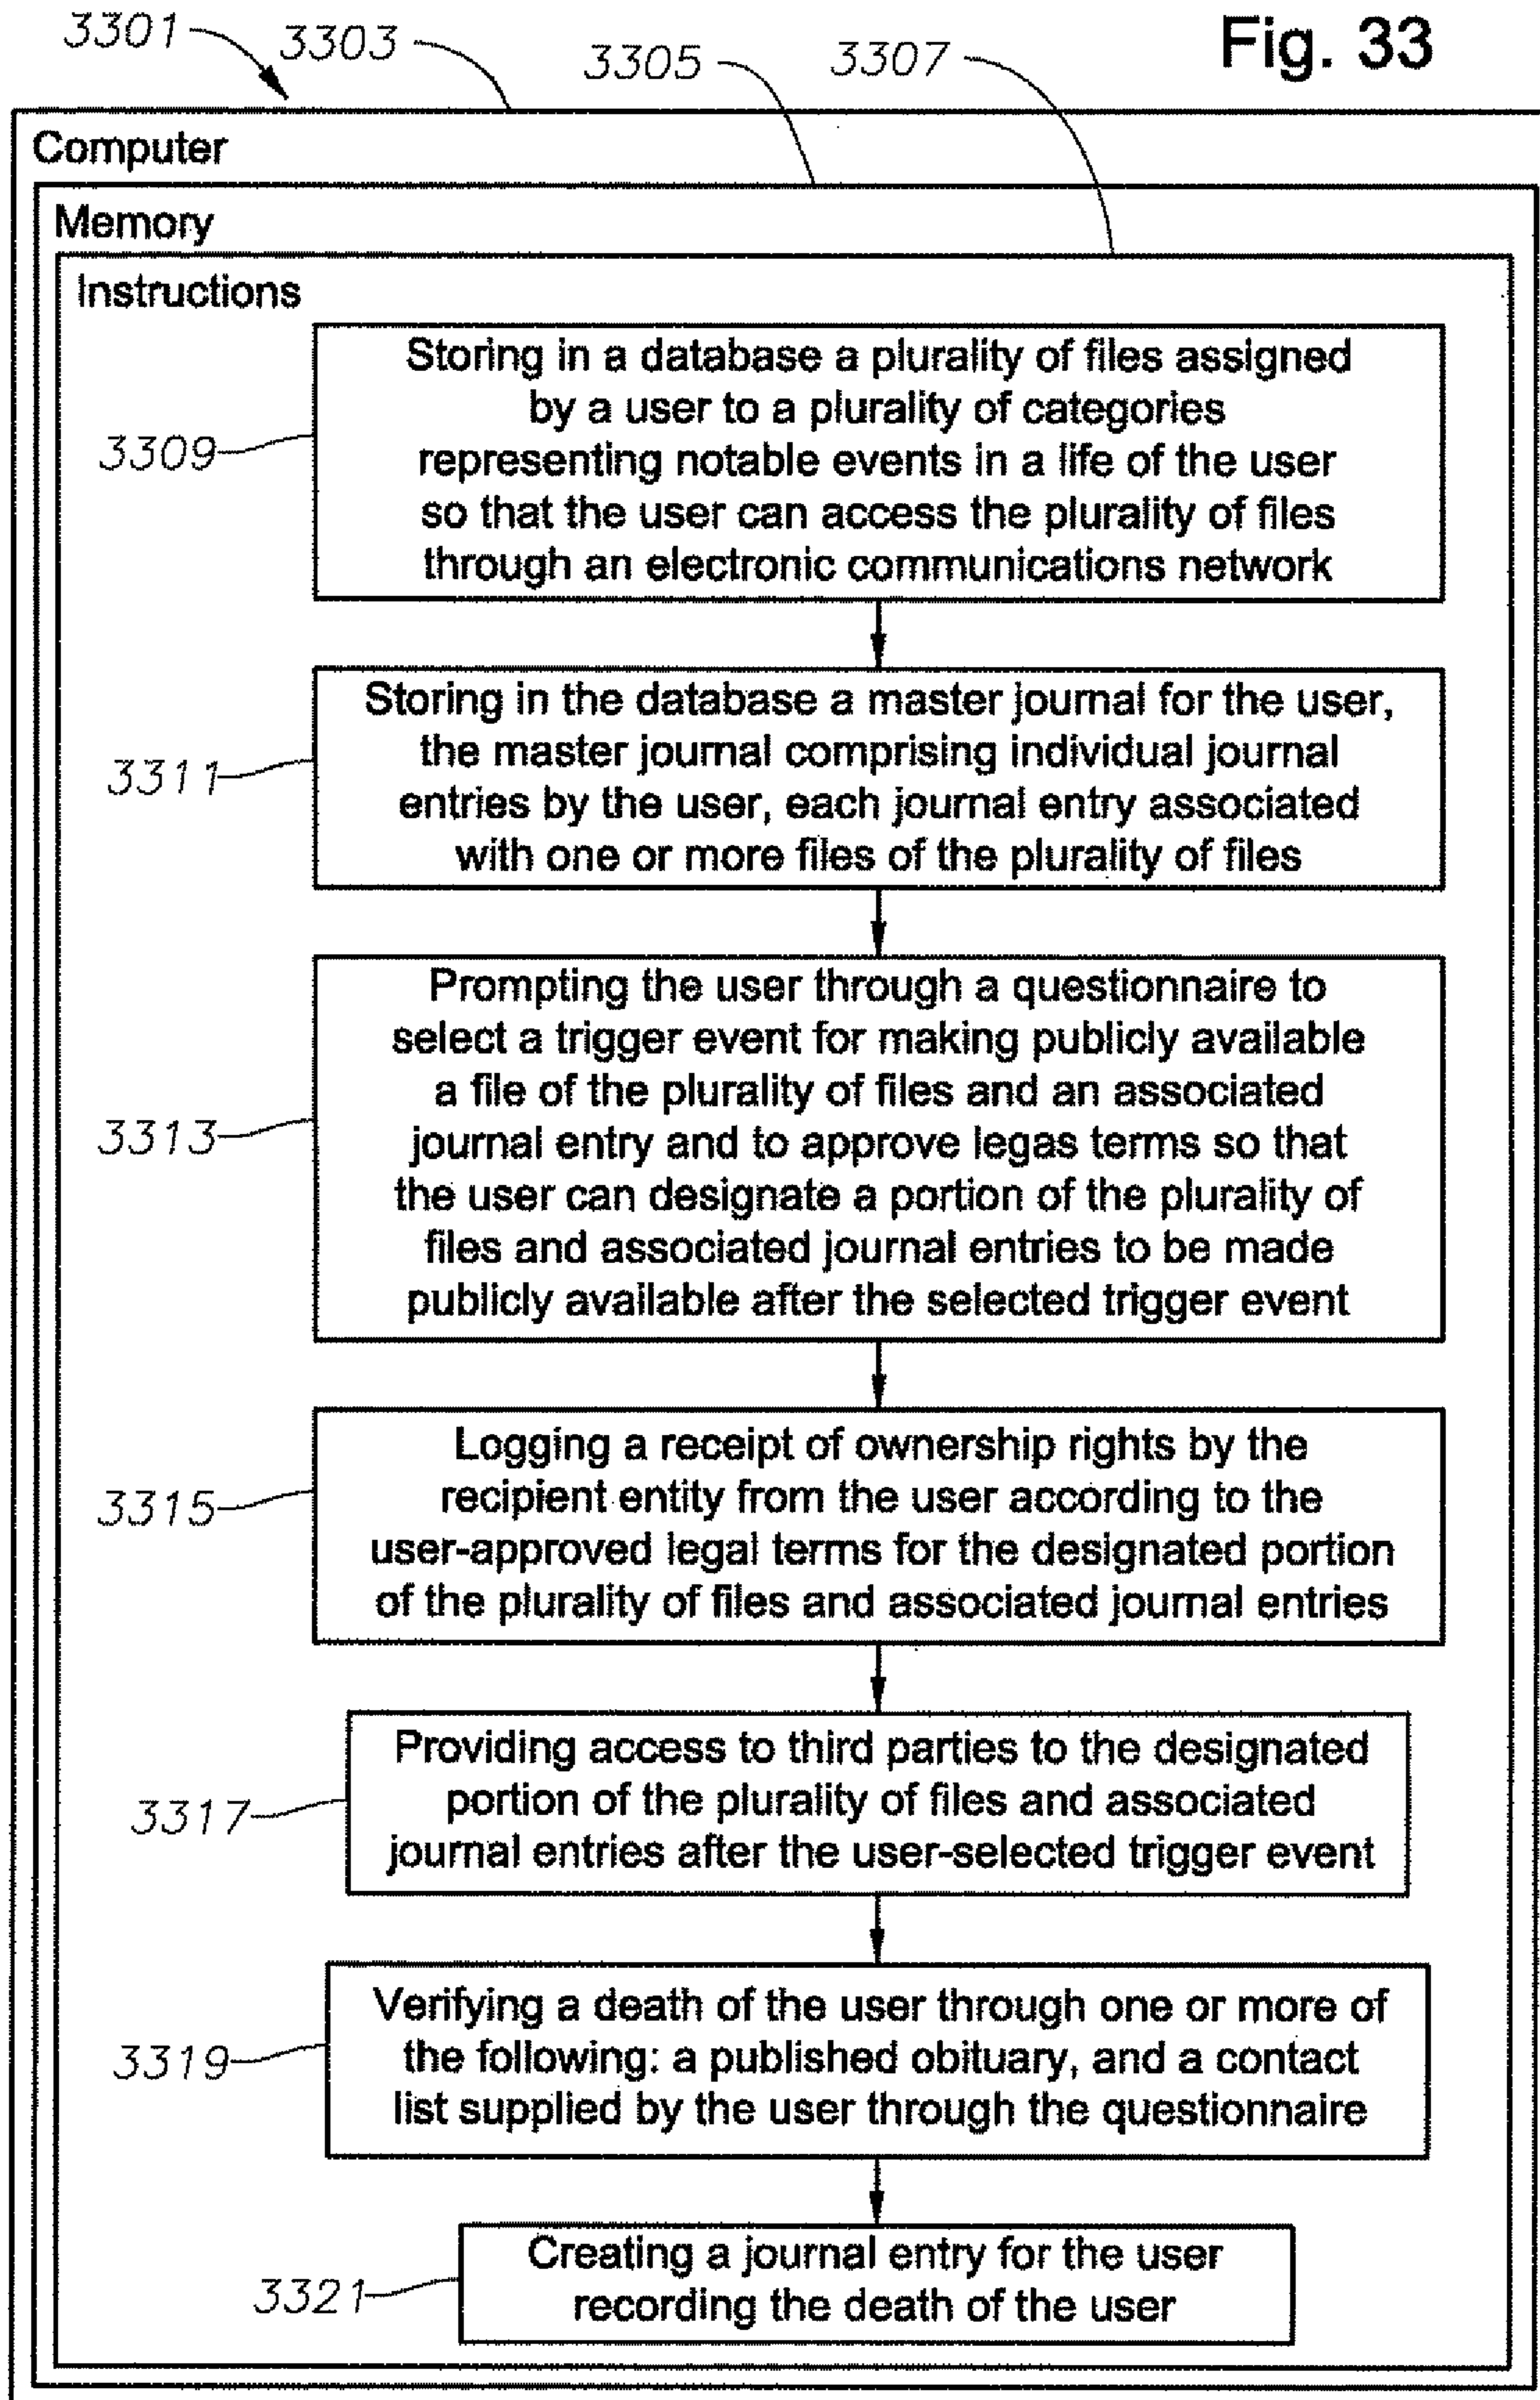 Fig. 33
3301
3303
3305
3307
Computer
Memory
Instructions
3309
Storing in a database a plurality of files assigned
by a user to a plurality of categories
representing notable events in a life of the user
so that the user can access the plurality of files
through an electronic communications network
3311
Storing in the database a master journal for the user,
the master journal comprising individual journal
entries by the user, each journal entry associated
with one or more files of the plurality of files
3313
Prompting the user through a questionnaire to
select a trigger event for making publicly available
a file of the plurality of files and an associated
journal entry and to approve legas terms so that
the user can designate a portion of the plurality of
files and associated journal entries to be made
publicly available after the selected trigger event
3315
Logging a receipt of ownership rights by the
recipient entity from the user according to the
user-approved legal terms for the designated portion
of the plurality of files and associated journal entries
3317
Providing access to third parties to the designated
portion of the plurality of files and associated
journal entries after the user-selected trigger event
3319
Verifying a death of the user through one or more of
the following: a published obituary, and a contact
list supplied by the user through the questionnaire
3321
Creating a journal entry for the user
recording the death of the user